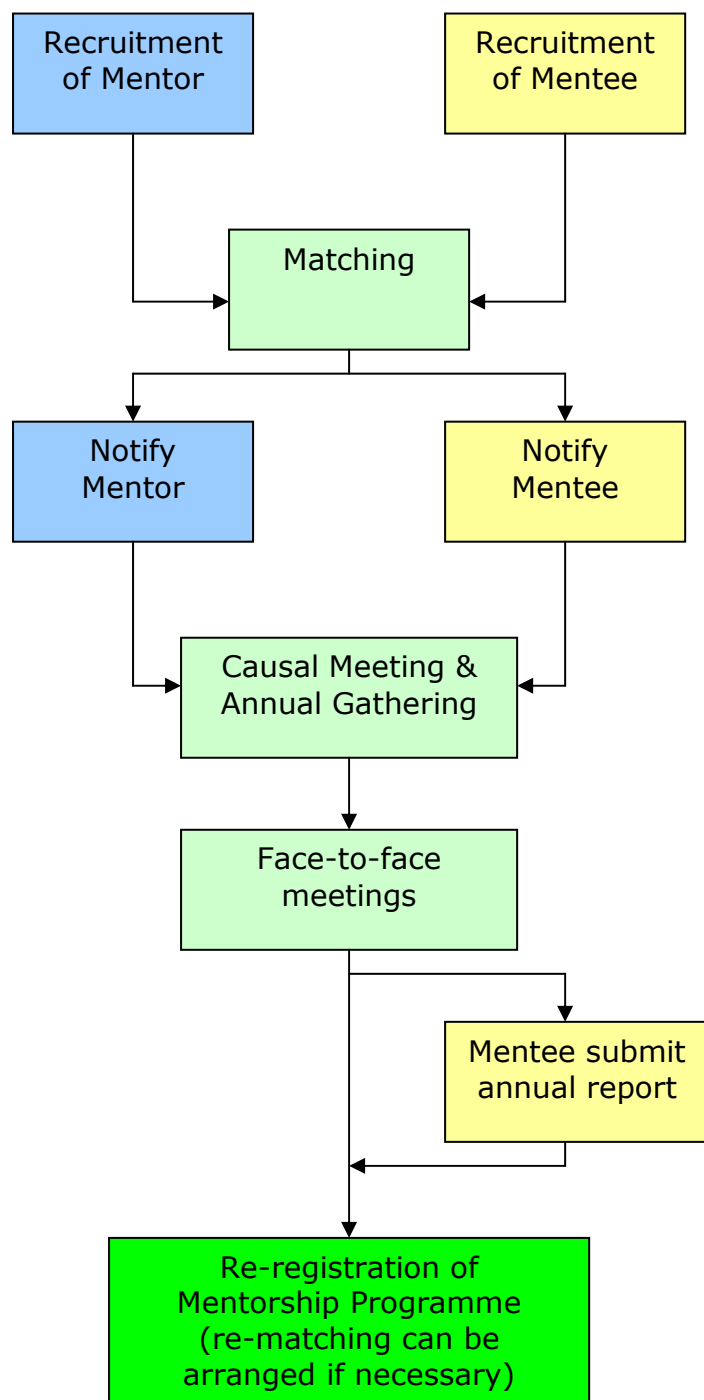 Recruitment
of Mentor
Recruitment
of Mentee
Matching
Notify
Mentor
Notify
Mentee
Causal Meeting &
Annual Gathering
Face-to-face
meetings
Mentee submit
annual report
Re-registration of
Mentorship Programme
(re-matching can be
arranged if necessary)